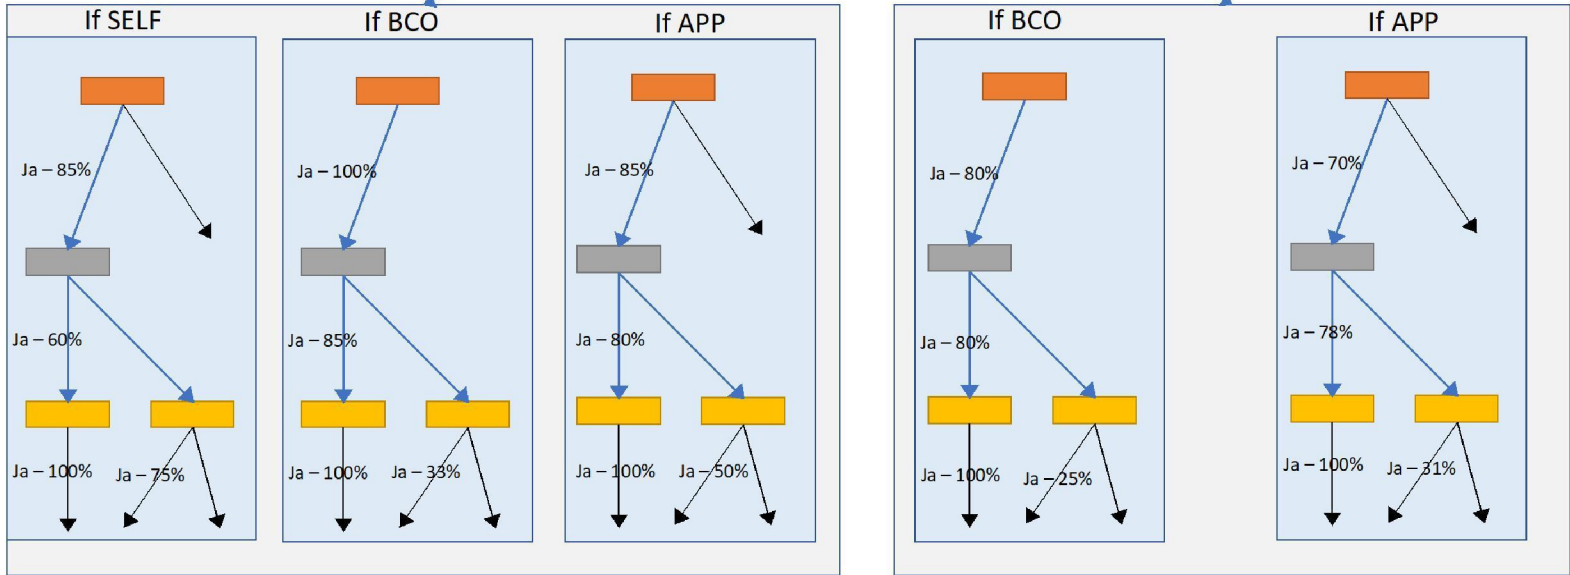 If SELF
If BCO
If APP
If BCO
If APP
Ja – 85%
Ja – 100%
Ja – 85%
Ja – 80%
Ja – 70%
Ja – 60%
Ja – 85%
Ja – 80%
Ja – 80%
Ja – 78%
Ja – 100%
Ja – 75%
Ja – 100%
Ja – 33%
Ja – 100%
Ja – 50%
Ja – 100%
Ja – 25%
Ja – 100%
Ja – 31%